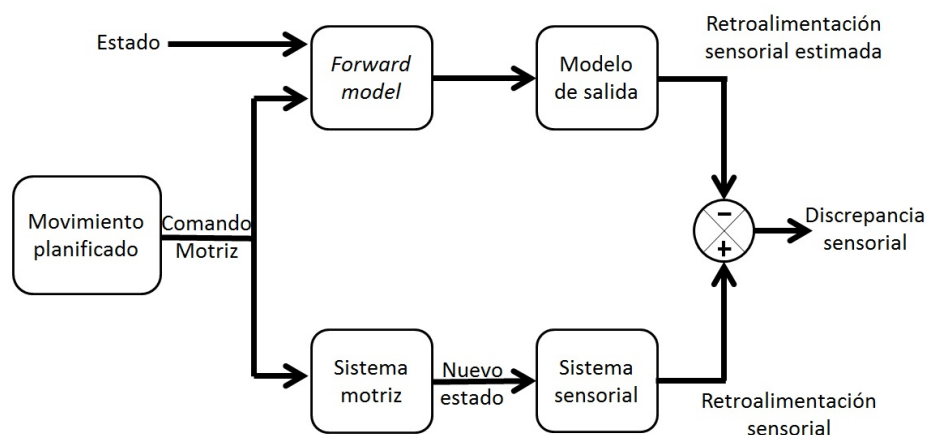 Estado
Forward
model
Modelo
de salida
Retroalimentación
sensorial estimada
Movimiento
planificado
Comando
Motriz
−
+
Discrepancia
sensorial
Sistema
motriz
Nuevo
estado
Sistema
sensorial
Retroalimentación
sensorial